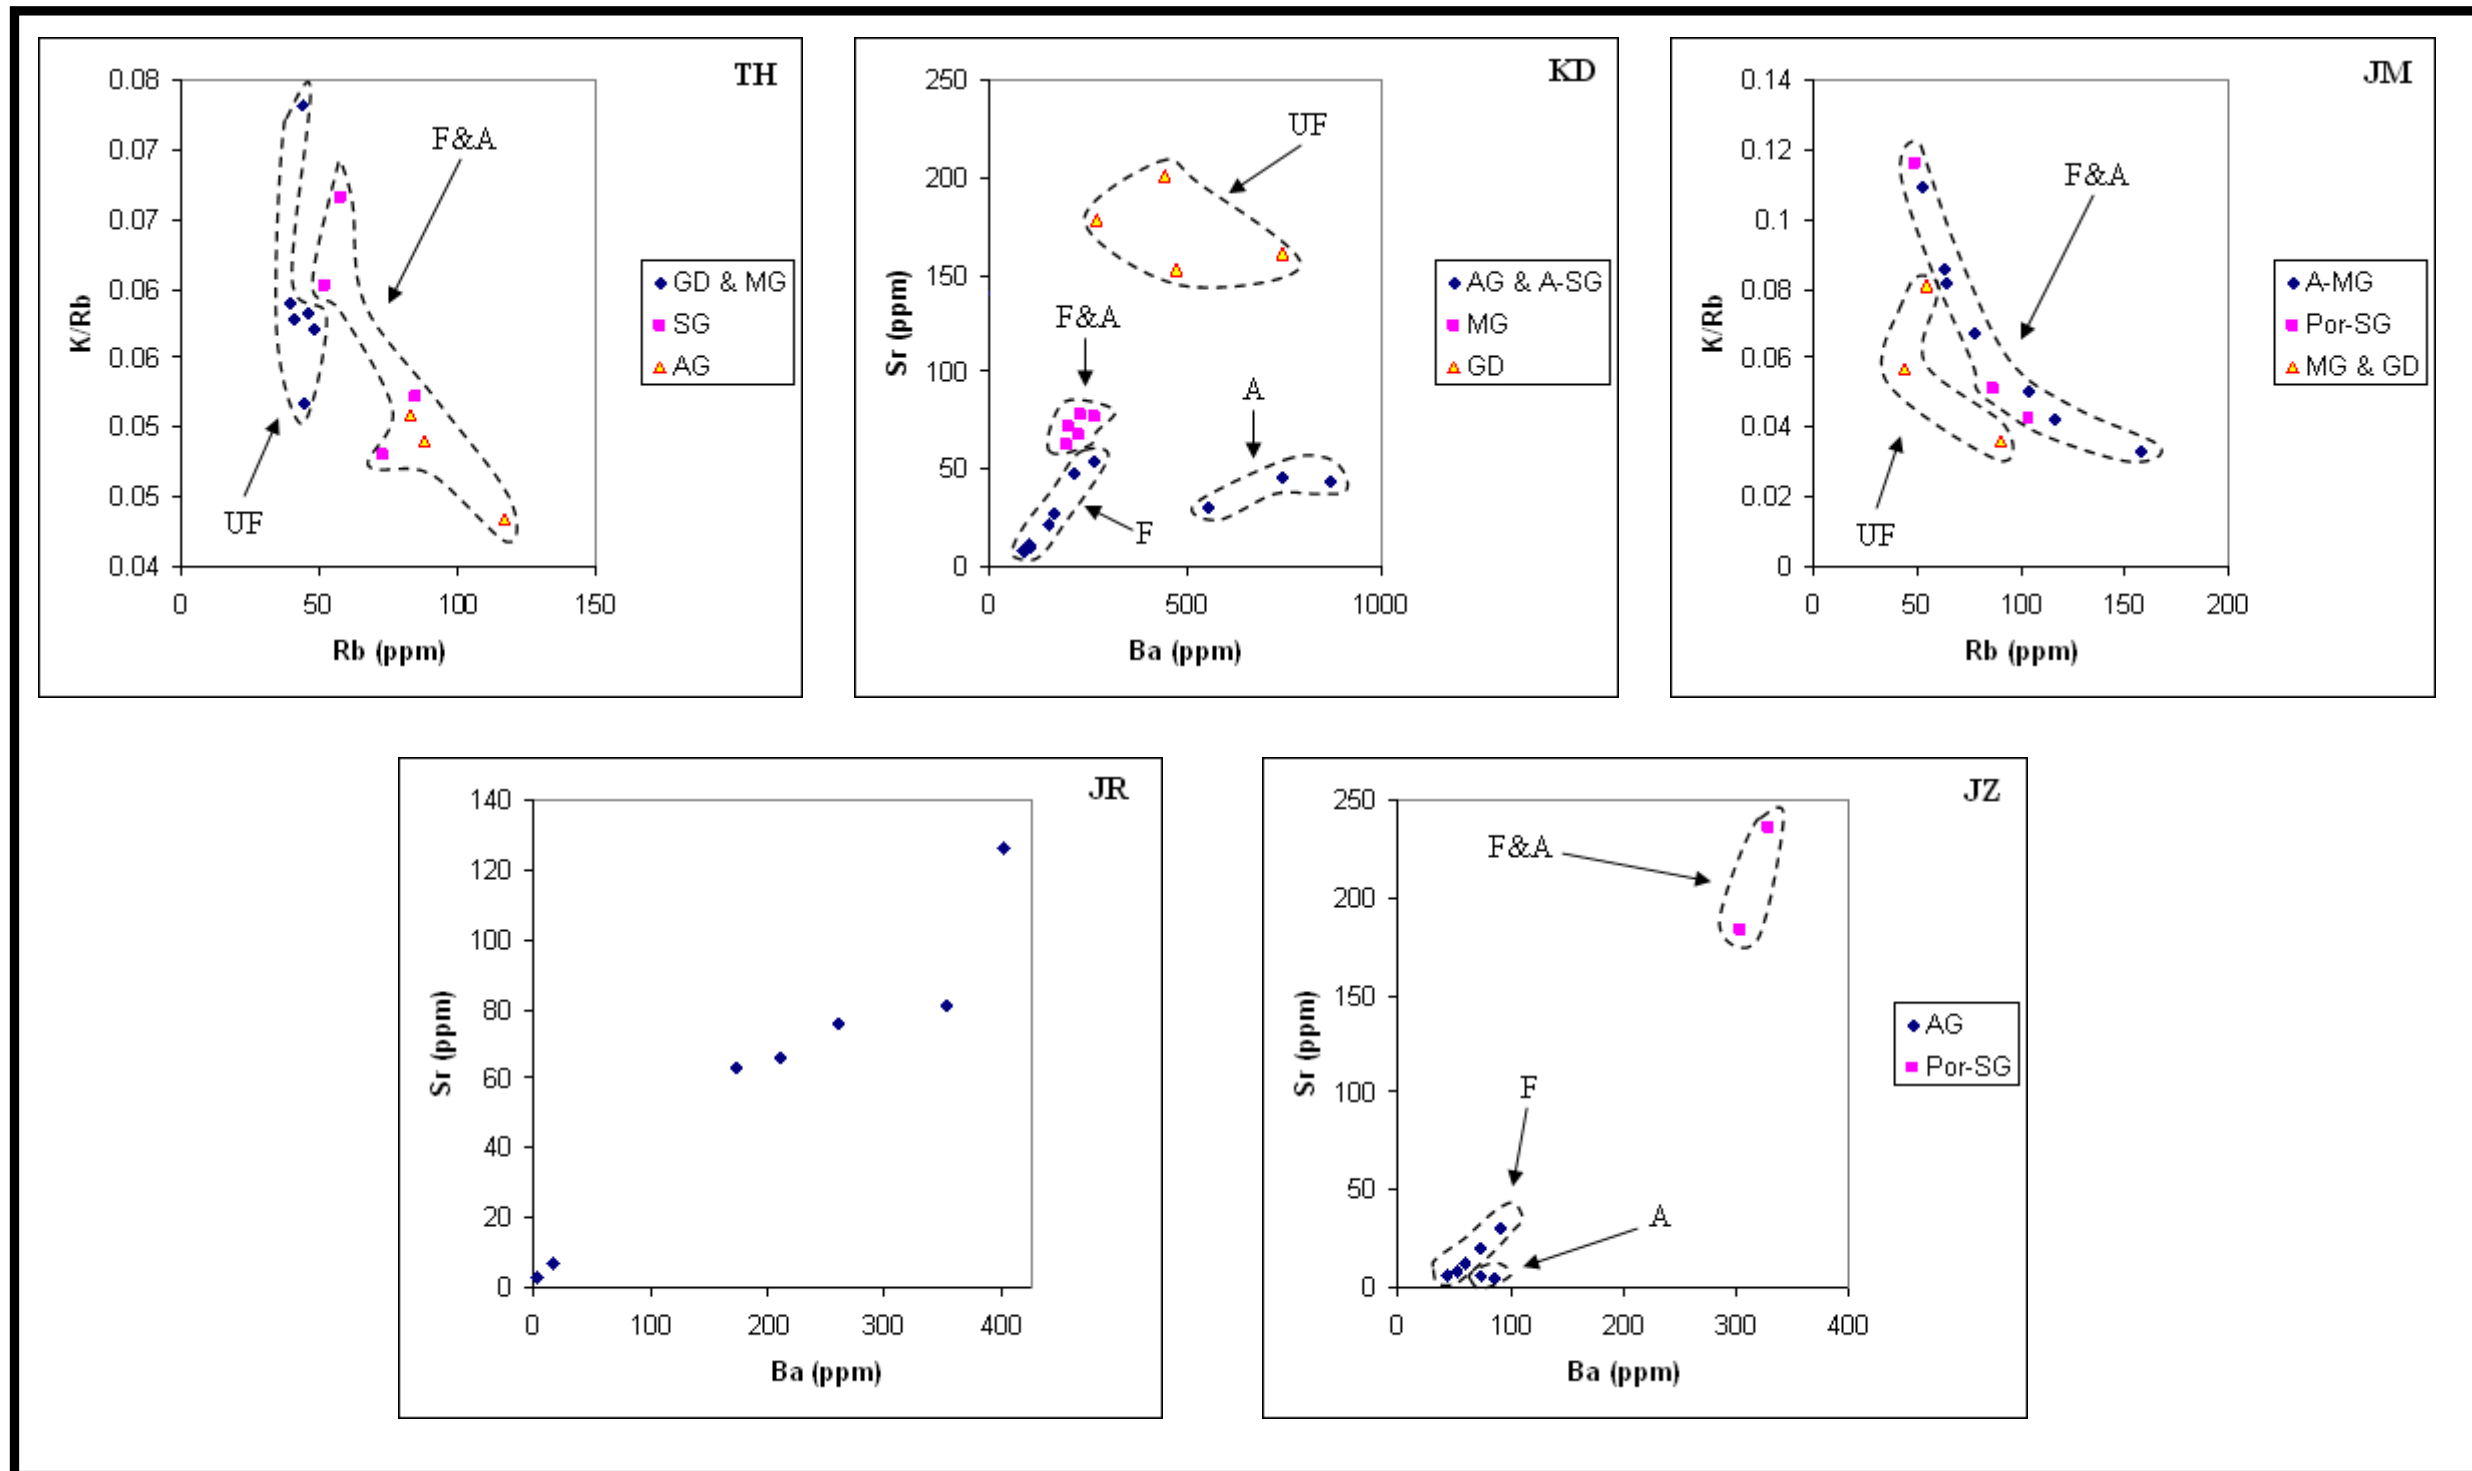 TH
0.08
0.07
0.07
0.06
0.06
0.05
0.05
0.04
K/Rb
0
50
100
150
Rb (ppm)
F&A
UF
GD & MG
SG
AG
KD
250
200
150
100
50
0
Sr (ppm)
0
500
1000
Ba (ppm)
UF
F&A
A
F
AG & A-SG
MG
GD
JM
0.14
0.12
0.1
0.08
0.06
0.04
0.02
0
K/Rb
0
50
100
150
200
Rb (ppm)
F&A
UF
A-MG
Por-SG
MG & GD
JR
140
120
100
80
60
40
20
0
Sr (ppm)
0
100
200
300
400
Ba (ppm)
JZ
250
200
150
100
50
0
Sr (ppm)
0
100
200
300
400
Ba (ppm)
F&A
F
A
AG
Por-SG